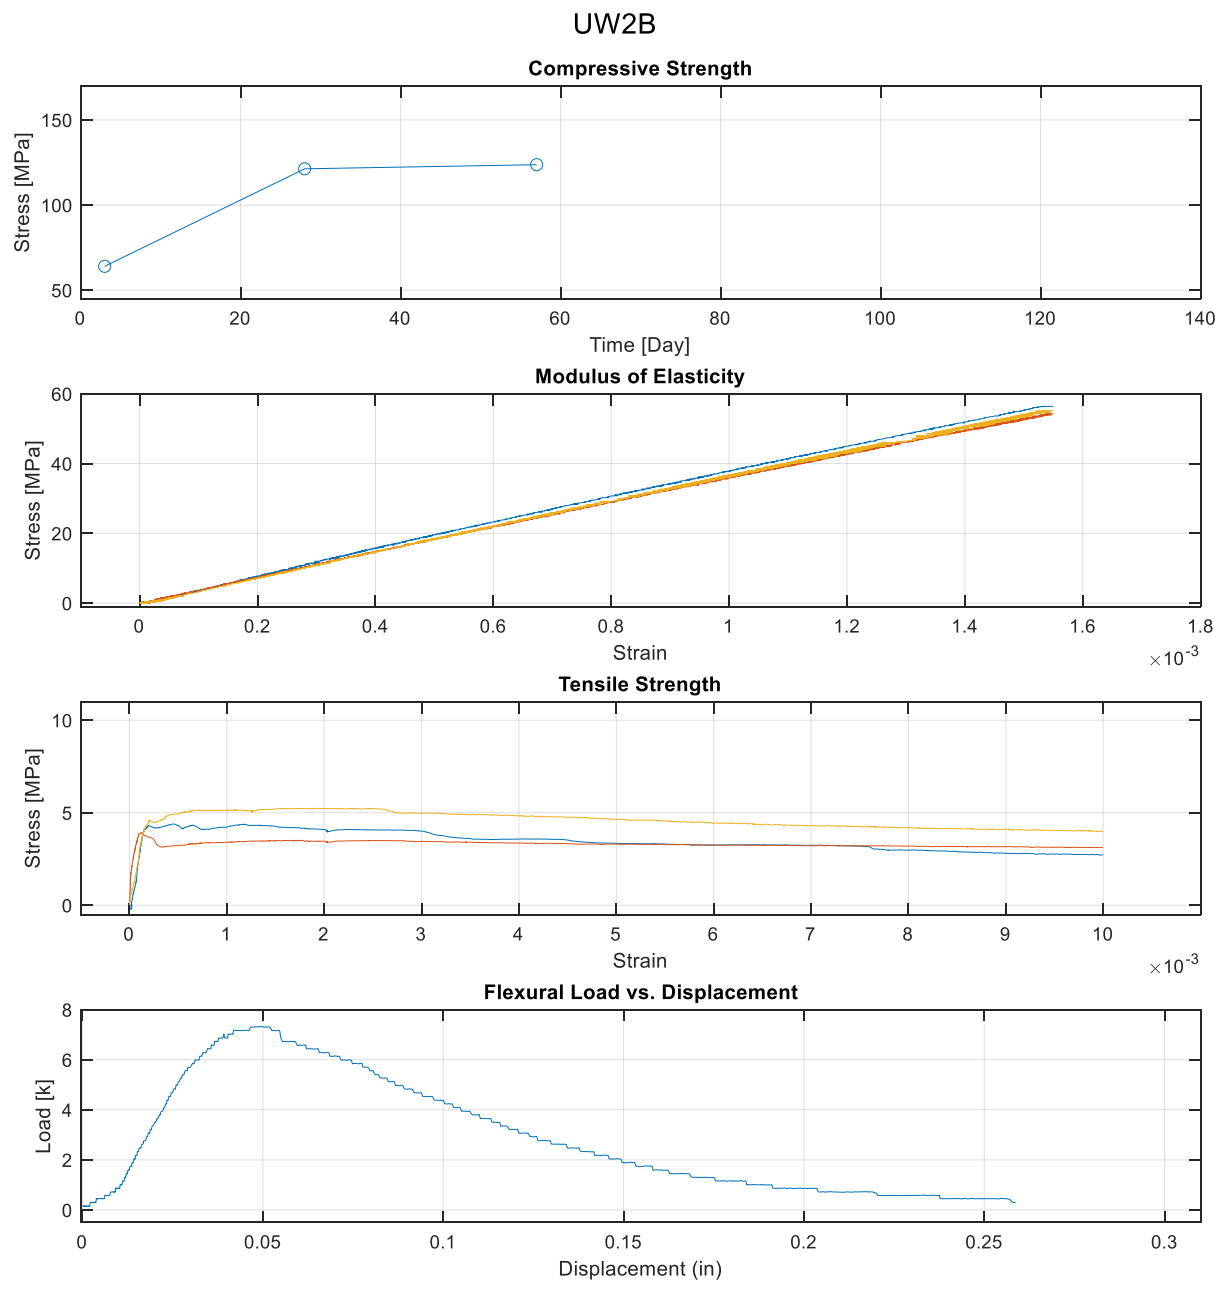 UW2B
Compressive Strength
150
100
50
Stress [MPa]
0 20 40 60 80 100 120 140
Time [Day]
Modulus of Elasticity
60
40
20
0
Stress [MPa]
0 0.2 0.4 0.6 0.8 1 1.2 1.4 1.6 1.8
Strain
×10-3
Tensile Strength
10
5
0
Stress [MPa]
0 1 2 3 4 5 6 7 8 9 10
Strain
×10-3
Flexural Load vs. Displacement
8
6
4
2
0
Load [k]
0 0.05 0.1 0.15 0.2 0.25 0.3
Displacement (in)